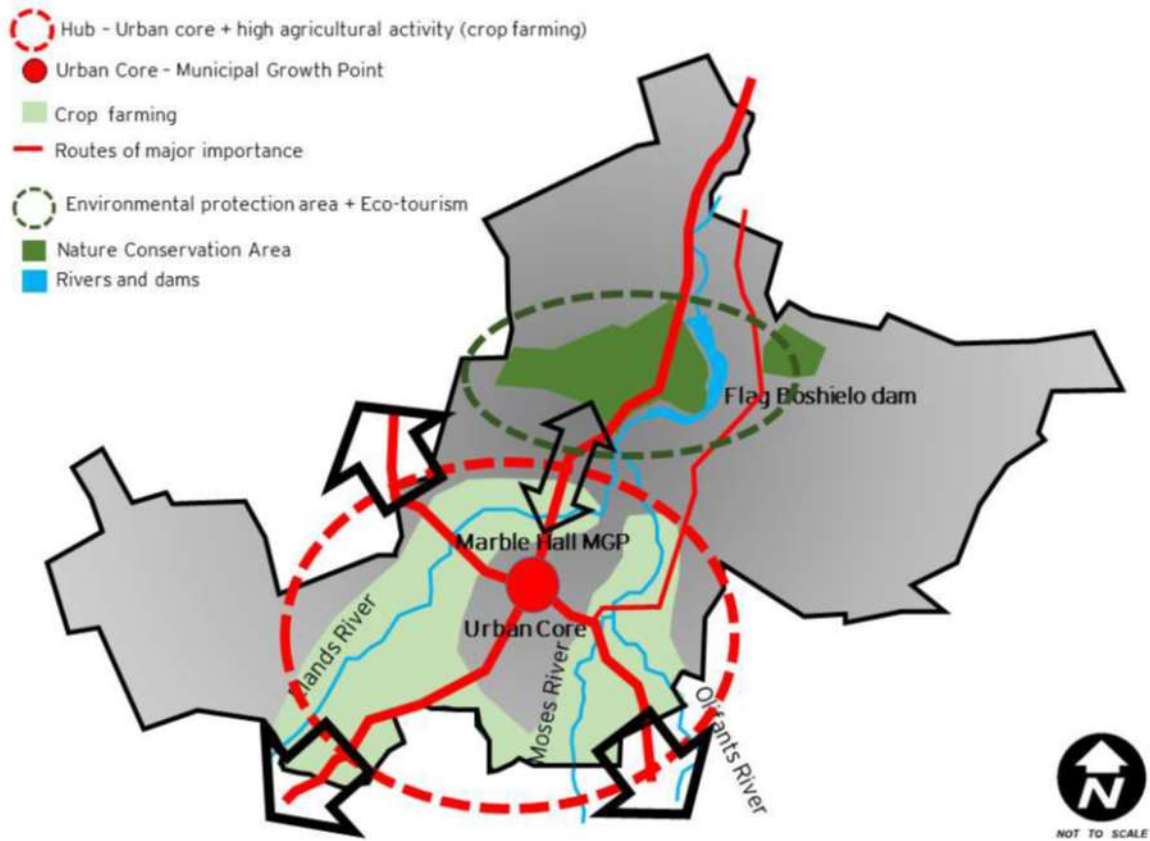 Hub – Urban core + high agricultural activity (crop farming)
Urban Core – Municipal Growth Point
Crop farming
Routes of major importance
Environmental protection area + Eco-tourism
Nature Conservation Area
Rivers and dams
Flag Boshielo dam
Marble Hall MGP
Urban Core
Elands River
Moses River
Olifants River
N
NOT TO SCALE